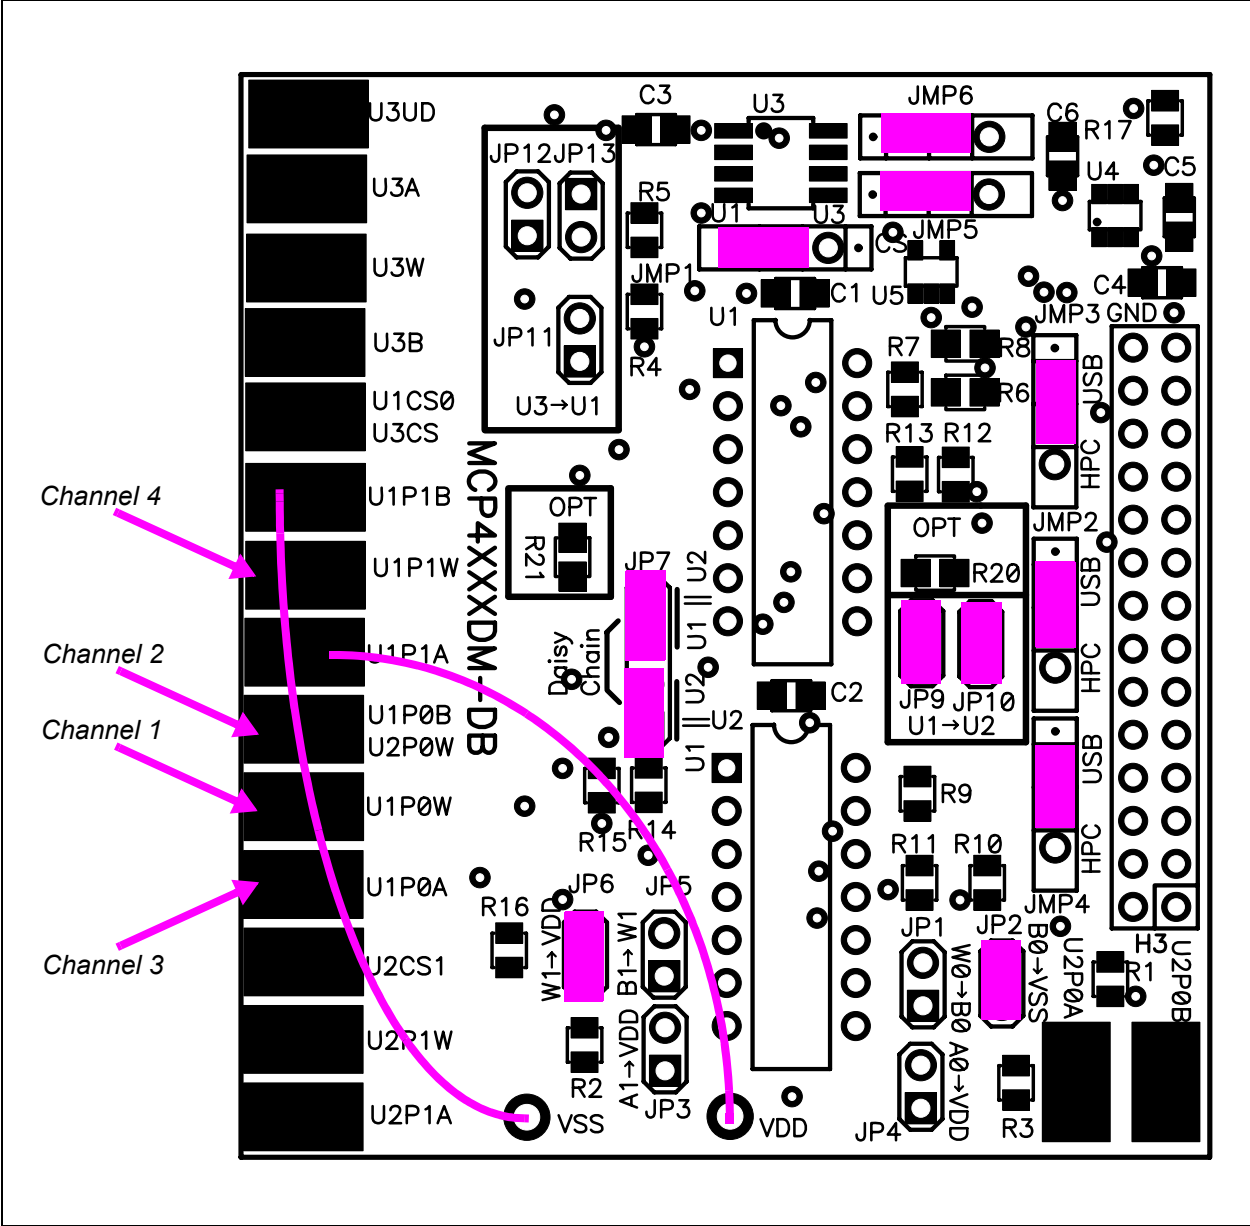 U3UD
U3A
U3W
U3B
U1CS0
U3CS
U1P1B
U1P1W
U1P1A
U1P0B
U2P0W
U1P0W
U1P0A
U2CS1
U2P1W
U2P1A
Channel 4
Channel 2
Channel 1
Channel 3
MCP4XXXDM-DB
JP12
JP13
JP11
U3→U1
C3
U3
JMP6
C6
R17
U4
C5
R5
U1
U3
CS
JMP5
JMP1
C1
U5
C4
U1
R4
R7
R8
R6
JMP3
GND
USB
HPC
R13
R12
OPT
R21
OPT
R20
JMP2
USB
HPC
JP7
U1 || U2
Daisy
Chain
U1 || U2
JP9
JP10
U1→U2
C2
U2
USB
HPC
JMP4
R15
R14
R9
R11
R10
R16
JP6
W1→VDD
JP5
B1→W1
JP1
W0→B0
JP2
B0→VSS
H3
U2P0A
R1
U2P0B
R2
A1→VDD
JP3
JP4
A0→VDD
R3
VSS
VDD